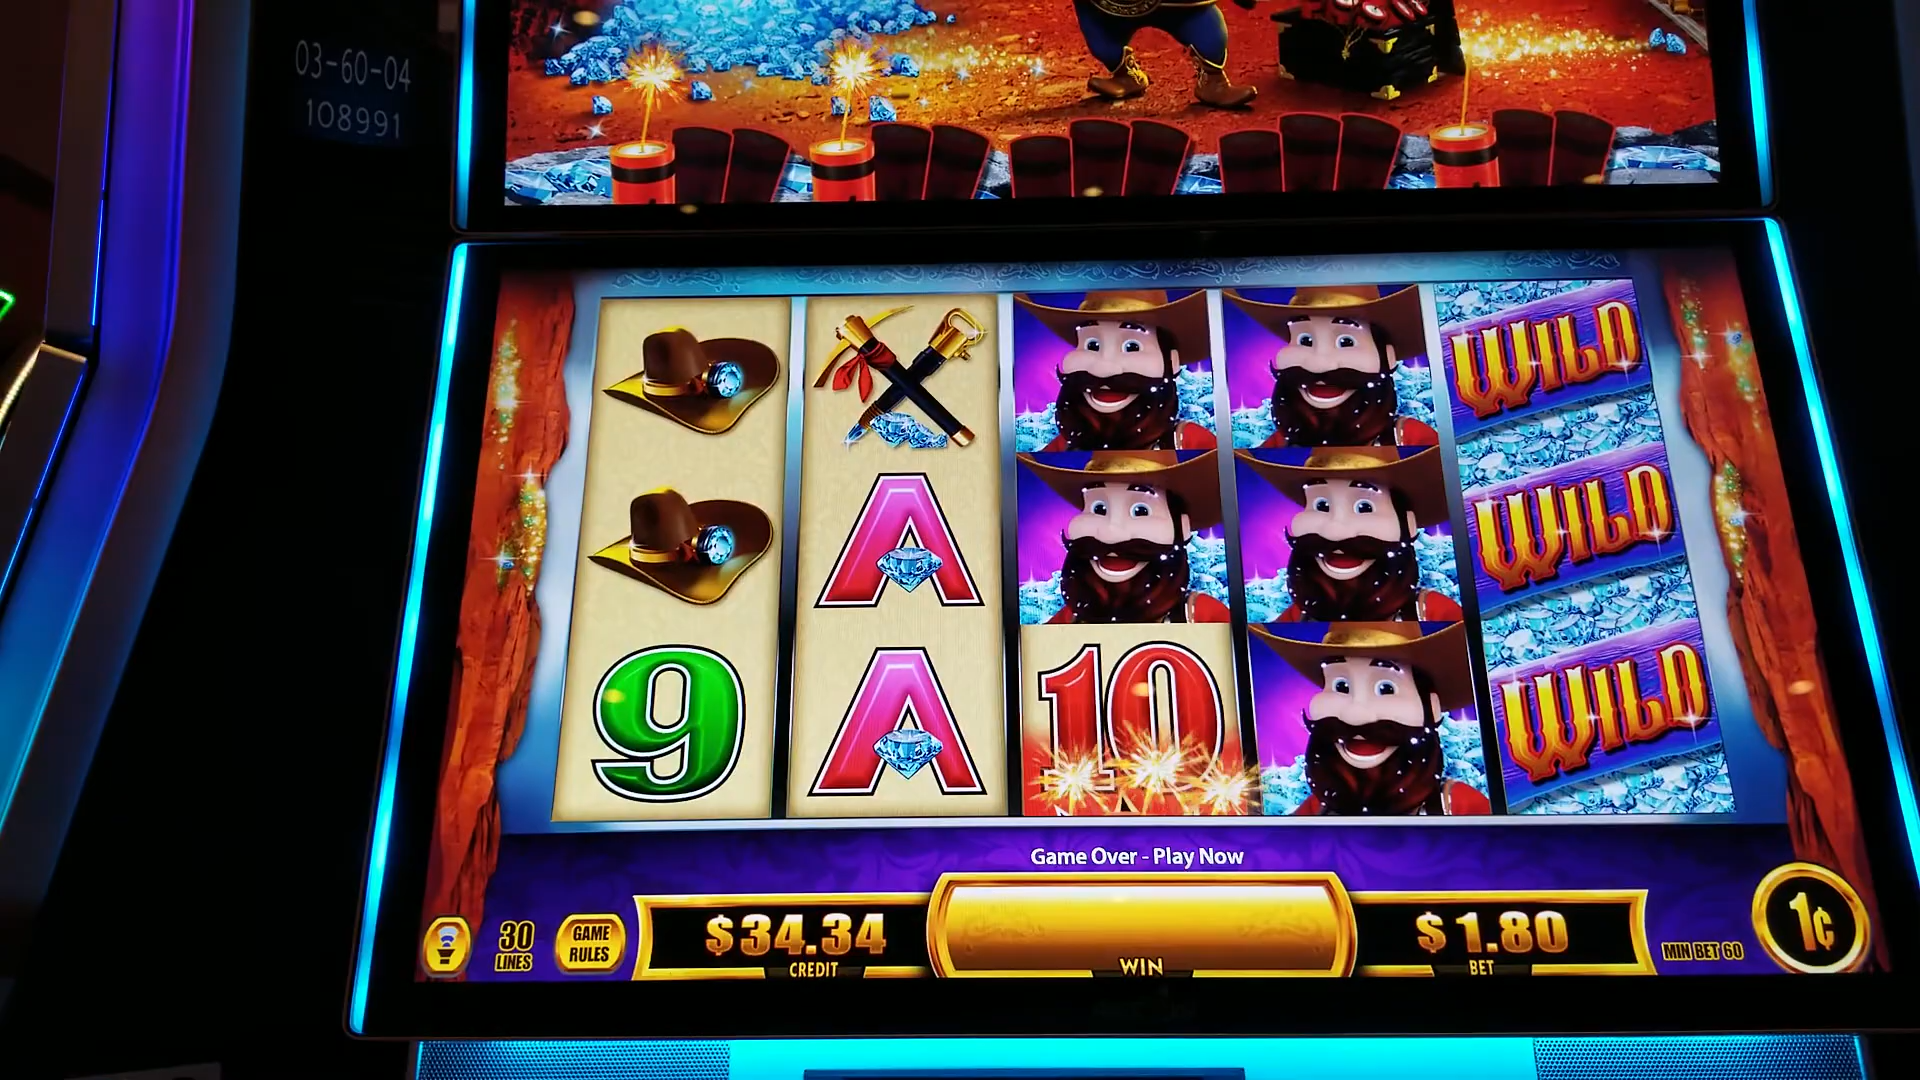 03-60-04
108991
WILD
A
WILD
9
A
10
WILD
Game Over - Play Now
30
LINES
GAME
RULES
$34.34
CREDIT
WIN
$1.80
BET
MIN BET 60
1¢